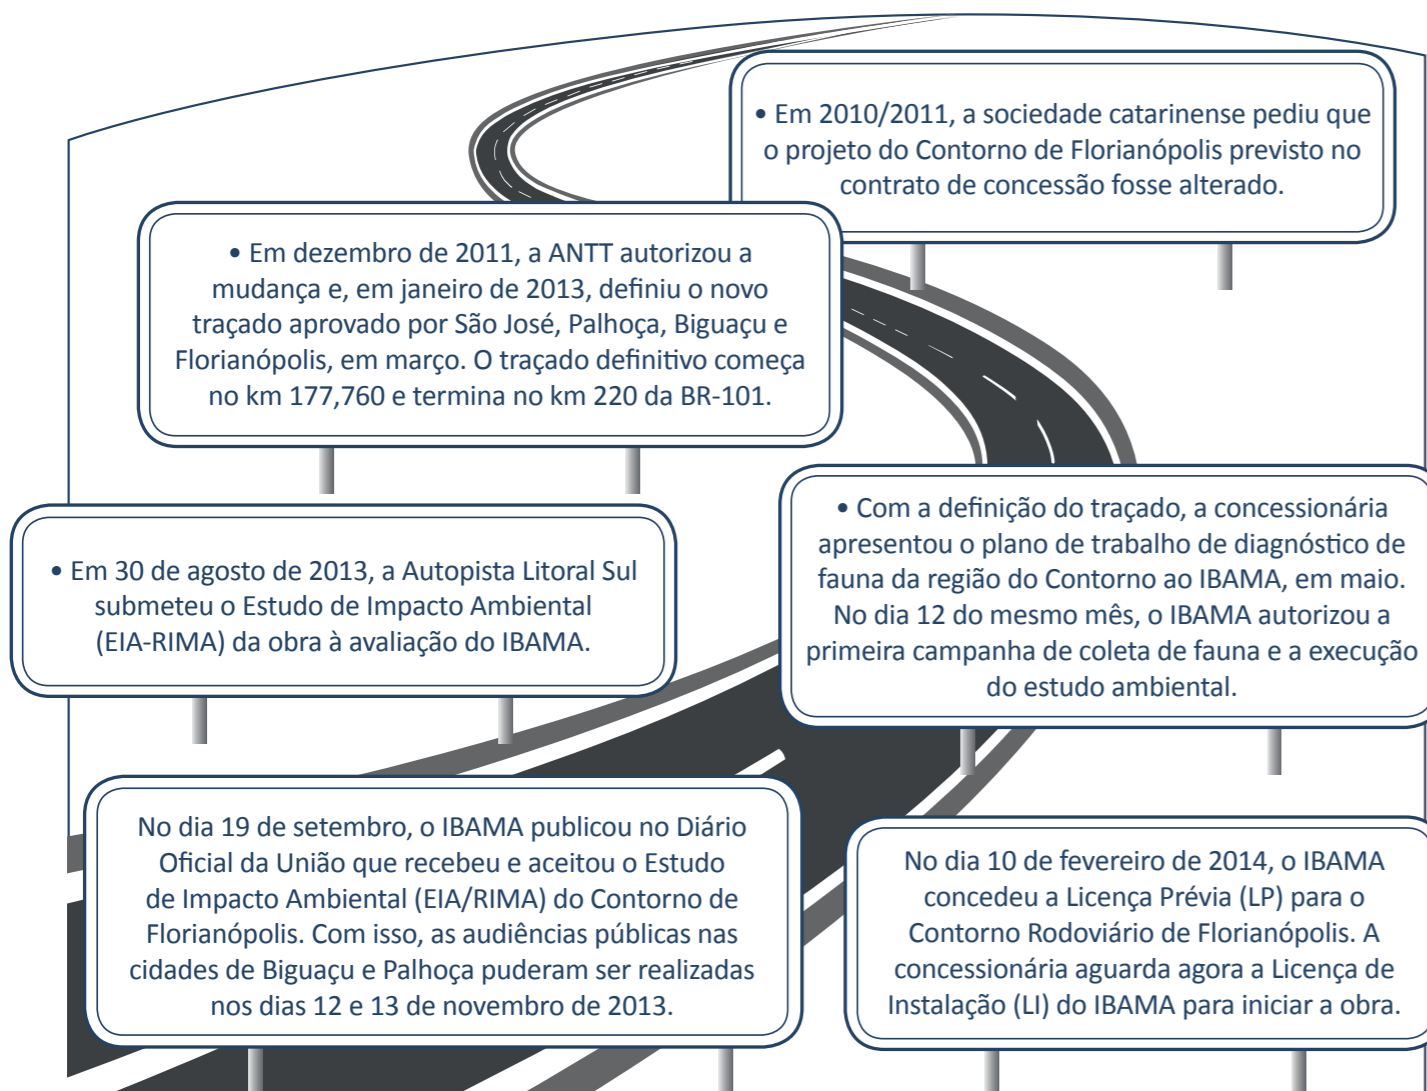 • Em 2010/2011, a sociedade catarinense pediu que
o projeto do Contorno de Florianópolis previsto no
contrato de concessão fosse alterado.
• Em dezembro de 2011, a ANTT autorizou a
mudança e, em janeiro de 2013, definiu o novo
traçado aprovado por São José, Palhoça, Biguaçu e
Florianópolis, em março. O traçado definitivo começa
no km 177,760 e termina no km 220 da BR-101.
• Com a definição do traçado, a concessionária
apresentou o plano de trabalho de diagnóstico de
fauna da região do Contorno ao IBAMA, em maio.
No dia 12 do mesmo mês, o IBAMA autorizou a
primeira campanha de coleta de fauna e a execução
do estudo ambiental.
• Em 30 de agosto de 2013, a Autopista Litoral Sul
submeteu o Estudo de Impacto Ambiental
(EIA-RIMA) da obra à avaliação do IBAMA.
No dia 19 de setembro, o IBAMA publicou no Diário
Oficial da União que recebeu e aceitou o Estudo
de Impacto Ambiental (EIA/RIMA) do Contorno de
Florianópolis. Com isso, as audiências públicas nas
cidades de Biguaçu e Palhoça puderam ser realizadas
nos dias 12 e 13 de novembro de 2013.
No dia 10 de fevereiro de 2014, o IBAMA
concedeu a Licença Prévia (LP) para o
Contorno Rodoviário de Florianópolis. A
concessionária aguarda agora a Licença de
Instalação (LI) do IBAMA para iniciar a obra.